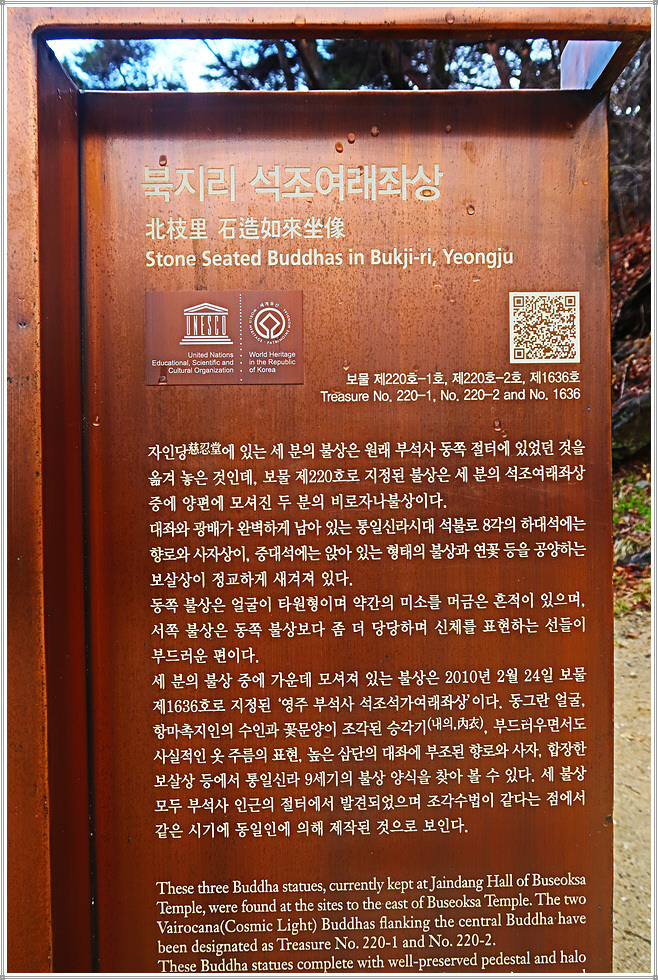 북지리 석조여래좌상
北枝里 石造如來坐像
Stone Seated Buddhas in Bukji-ri, Yeongju
UNESCO
United Nations
Educational, Scientific and
Cultural Organization
World Heritage
in the Republic
of Korea
보물 제220호-1호, 제220호-2호, 제1636호
Treasure No. 220-1, No. 220-2 and No. 1636
자인당慈忍堂에 있는 세 분의 불상은 원래 부석사 동쪽 절터에 있었던 것을
옮겨 놓은 것인데, 보물 제220호로 지정된 불상은 세 분의 석조여래좌상
중에 양편에 모셔진 두 분의 비로자나불상이다.
대좌와 광배가 완벽하게 남아 있는 통일신라시대 석불로 8각의 하대석에는
향로와 사자상이, 중대석에는 앉아 있는 형태의 불상과 연꽃 등을 공양하는
보살상이 정교하게 새겨져 있다.
동쪽 불상은 얼굴이 타원형이며 약간의 미소를 머금은 흔적이 있으며,
서쪽 불상은 동쪽 불상보다 좀 더 당당하며 신체를 표현하는 선들이
부드러운 편이다.
세 분의 불상 중에 가운데 모셔져 있는 불상은 2010년 2월 24일 보물
제1636호로 지정된 '영주 부석사 석조석가여래좌상'이다. 동그란 얼굴,
항마촉지인의 수인과 꽃문양이 조각된 승각기(내의,內衣), 부드러우면서도
사실적인 옷 주름의 표현, 높은 삼단의 대좌에 부조된 향로와 사자, 합장한
보살상 등에서 통일신라 9세기의 불상 양식을 찾아 볼 수 있다. 세 불상
모두 부석사 인근의 절터에서 발견되었으며 조각수법이 같다는 점에서
같은 시기에 동일인에 의해 제작된 것으로 보인다.
These three Buddha statues, currently kept at Jaindang Hall of Buseoksa
Temple, were found at the sites to the east of Buseoksa Temple. The two
Vairocana(Cosmic Light) Buddhas flanking the central Buddha have
been designated as Treasure No. 220-1 and No. 220-2.
These Buddha statues complete with well-preserved pedestal and halo